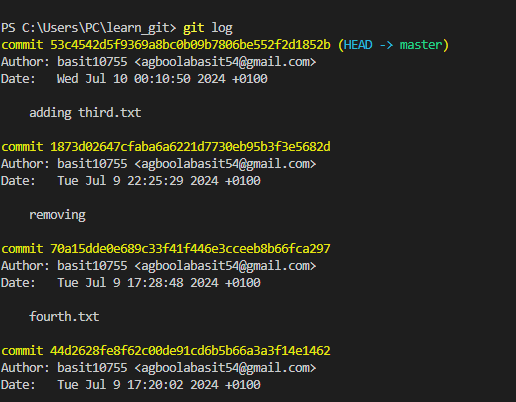 PS C:\Users\PC\learn_git> git log
commit 53c4542d5f9369a8bc0b09b7806be552f2d1852b (HEAD -> master)
Author: basit10755 <agboolabasit54@gmail.com>
Date:   Wed Jul 10 00:10:50 2024 +0100
    adding third.txt
commit 1873d02647cfaba6a6221d7730eb95b3f3e5682d
Author: basit10755 <agboolabasit54@gmail.com>
Date:   Tue Jul 9 22:25:29 2024 +0100
    removing
commit 70a15dde0e689c33f41f446e3cceeb8b66fca297
Author: basit10755 <agboolabasit54@gmail.com>
Date:   Tue Jul 9 17:28:48 2024 +0100
    fourth.txt
commit 44d2628fe8f62c00de91cd6b5b66a3a3f14e1462
Author: basit10755 <agboolabasit54@gmail.com>
Date:   Tue Jul 9 17:20:02 2024 +0100